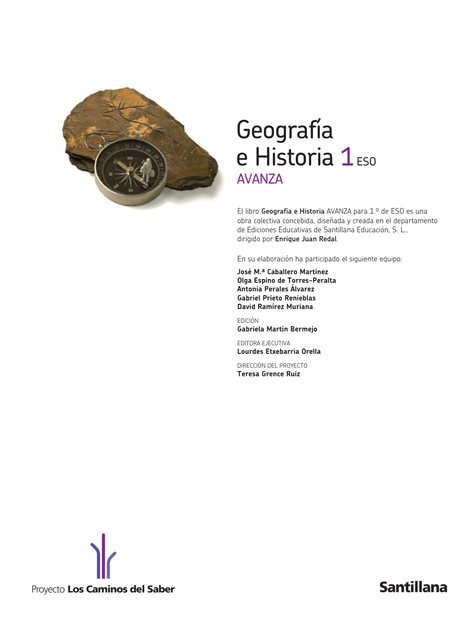 Geografía
e Historia 1 ESO
AVANZA
El libro Geografía e Historia AVANZA para 1.º de ESO es una
obra colectiva concebida, diseñada y creada en el departamento
de Ediciones Educativas de Santillana Educación, S. L.,
dirigido por Enrique Juan Redal.
En su elaboración ha participado el siguiente equipo:
José M.ª Caballero Martínez
Olga Espino de Torres-Peralta
Antonia Perales Álvarez
Gabriel Prieto Renieblas
David Ramírez Muriana
EDICIÓN
Gabriela Martín Bermejo
EDITORA EJECUTIVA
Lourdes Etxebarria Orella
DIRECCIÓN DEL PROYECTO
Teresa Grence Ruiz
Proyecto Los Caminos del Saber
Santillana